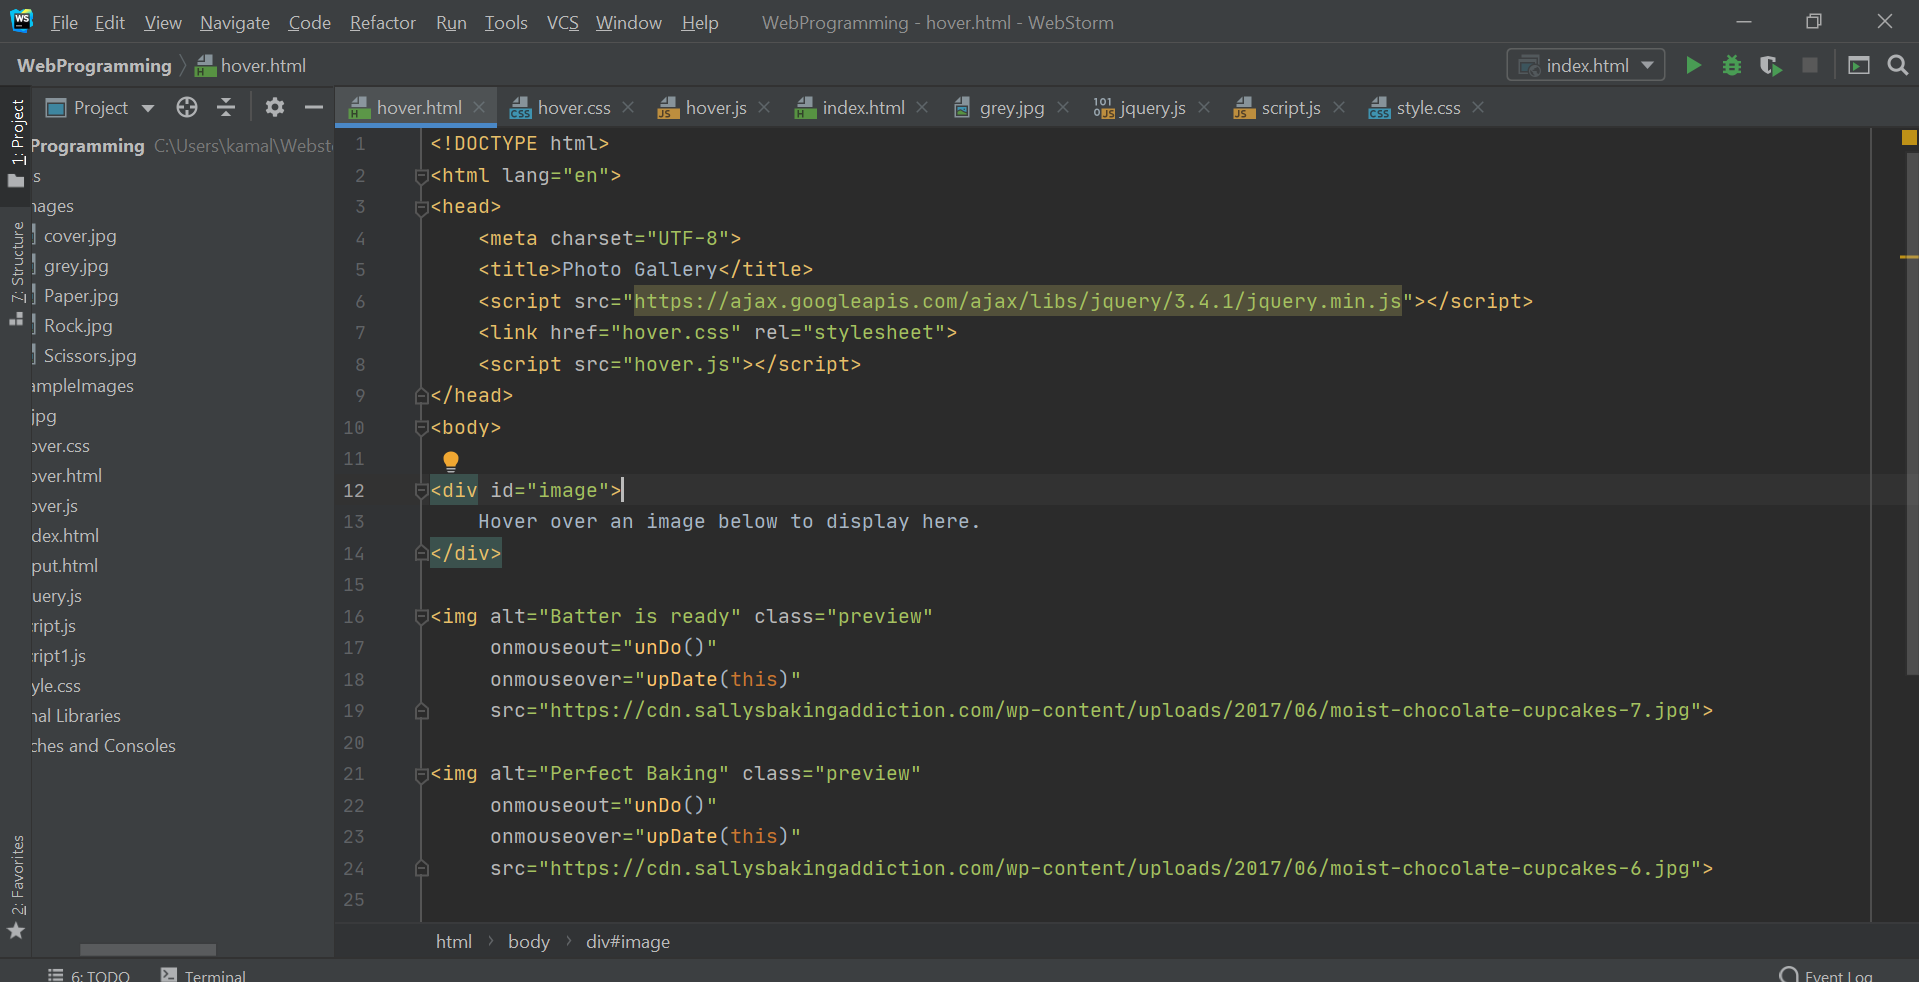 WS File Edit View Navigate Code Refactor Run Tools VCS Window Help WebProgramming - hover.html - WebStorm
WebProgramming hover.html index.html
Project hover.html hover.css hover.js index.html grey.jpg jquery.js script.js style.css
1: Project
7: Structure
2: Favorites
Programming C:\Users\kamal\Webst
s
nages
cover.jpg
grey.jpg
Paper.jpg
Rock.jpg
Scissors.jpg
ampleImages
jpg
over.css
over.html
over.js
dex.html
put.html
uery.js
ript.js
ript1.js
yle.css
nal Libraries
ches and Consoles
1 <!DOCTYPE html>
2 <html lang="en">
3 <head>
4 <meta charset="UTF-8">
5 <title>Photo Gallery</title>
6 <script src="https://ajax.googleapis.com/ajax/libs/jquery/3.4.1/jquery.min.js"></script>
7 <link href="hover.css" rel="stylesheet">
8 <script src="hover.js"></script>
9 </head>
10 <body>
11
12 <div id="image">
13 Hover over an image below to display here.
14 </div>
15
16 <img alt="Batter is ready" class="preview"
17 onmouseout="unDo()"
18 onmouseover="upDate(this)"
19 src="https://cdn.sallysbakingaddiction.com/wp-content/uploads/2017/06/moist-chocolate-cupcakes-7.jpg">
20
21 <img alt="Perfect Baking" class="preview"
22 onmouseout="unDo()"
23 onmouseover="upDate(this)"
24 src="https://cdn.sallysbakingaddiction.com/wp-content/uploads/2017/06/moist-chocolate-cupcakes-6.jpg">
25
html body div#image
6: TODO Terminal Event Log